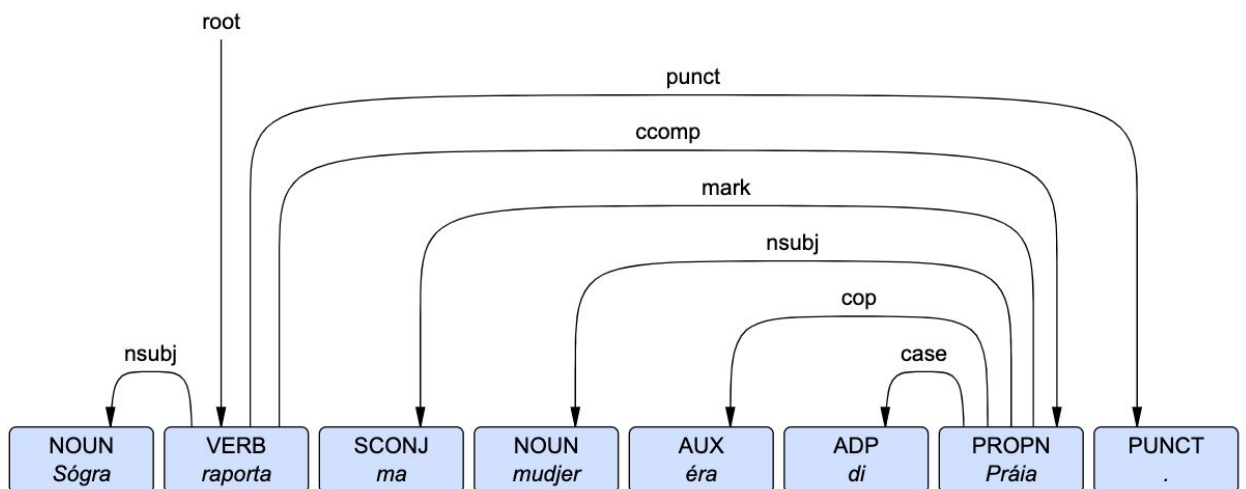 root
punct
ccomp
mark
nsubj
cop
nsubj case
NOUN VERB SCONJ NOUN AUX ADP PROPN PUNCT
Sógra raporta ma mudjer éra di Práia .